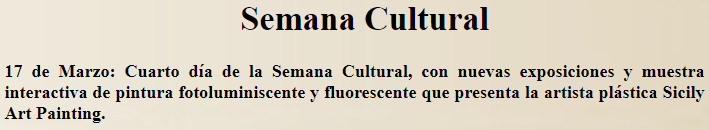 Semana Cultural
17 de Marzo: Cuarto día de la Semana Cultural, con nuevas exposiciones y muestra
interactiva de pintura fotoluminiscente y fluorescente que presenta la artista plástica Sicily
Art Painting.